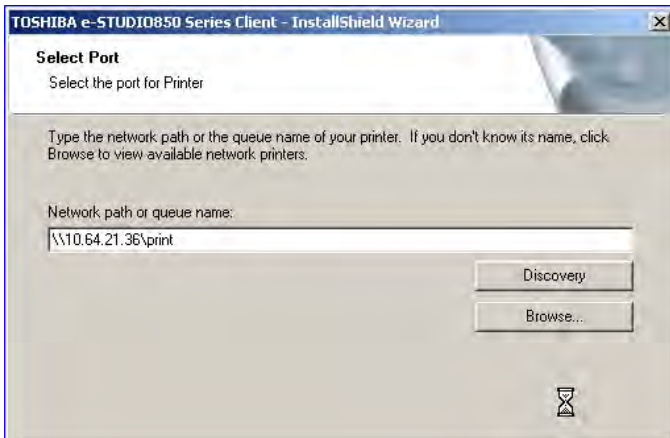 TOSHIBA e-STUDIO850 Series Client - InstallShield Wizard
Select Port
Select the port for Printer
Type the network path or the queue name of your printer. If you don't know its name, click
Browse to view available network printers.
Network path or queue name:
\\10.64.21.36\print
Discovery
Browse...